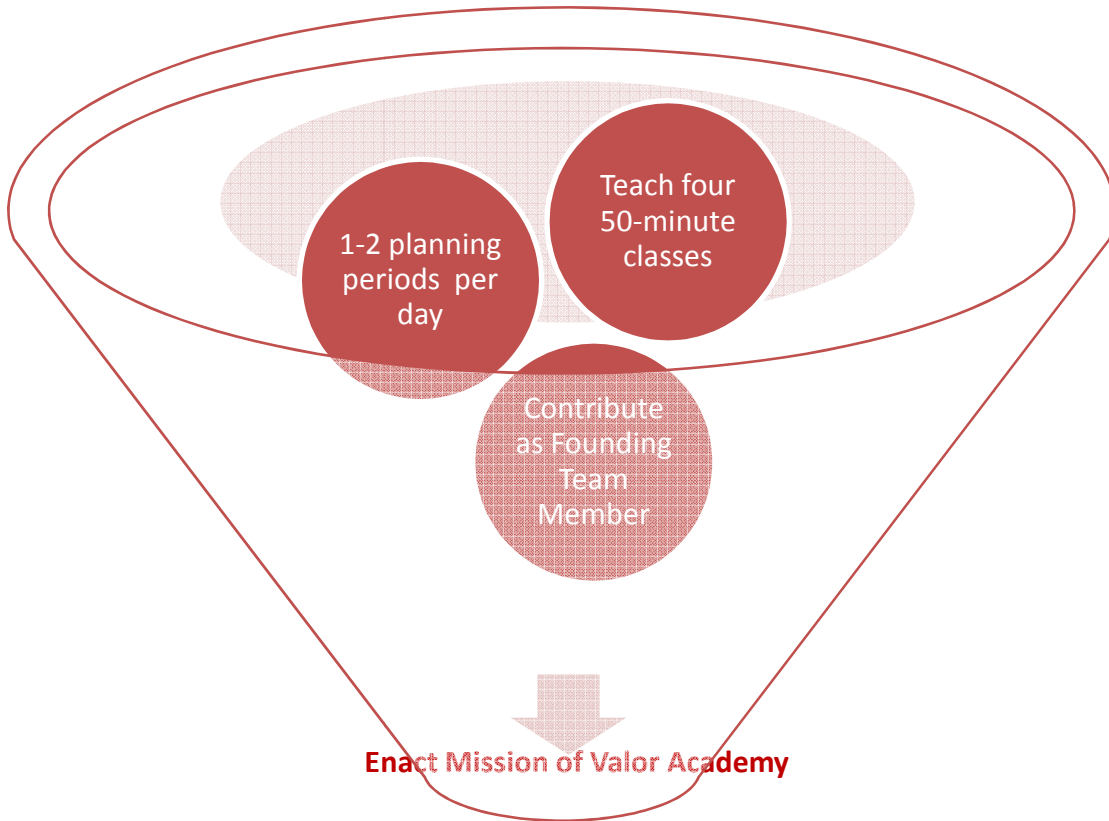 Teach four
50-minute
classes
1-2 planning
periods per
day
Contribute
as Founding
Team
Member
Enact Mission of Valor Academy